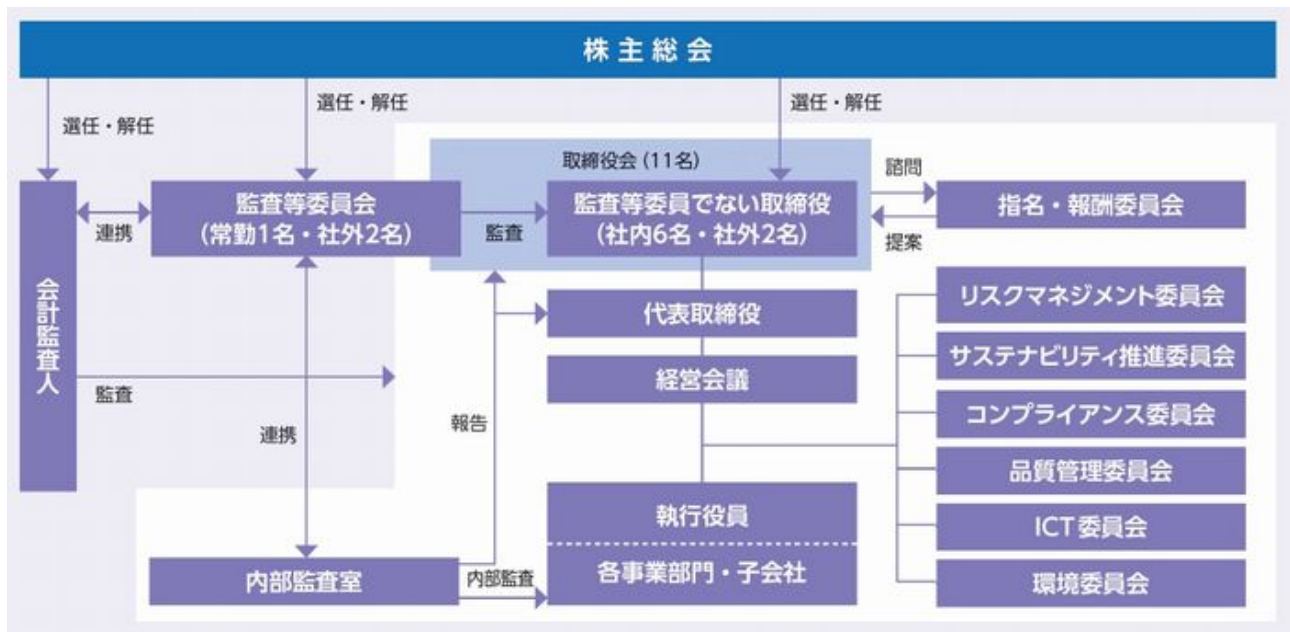 株主総会
選任・解任
選任・解任
選任・解任
取締役会(11名)
諮問
提案
連携
監査等委員会
(常勤1名・社外2名)
監査
監査等委員でない取締役
(社内6名・社外2名)
指名・報酬委員会
会計監査人
監査
連携
報告
代表取締役
経営会議
リスクマネジメント委員会
サステナビリティ推進委員会
コンプライアンス委員会
品質管理委員会
ICT委員会
環境委員会
執行役員
各事業部門・子会社
内部監査室
内部監査